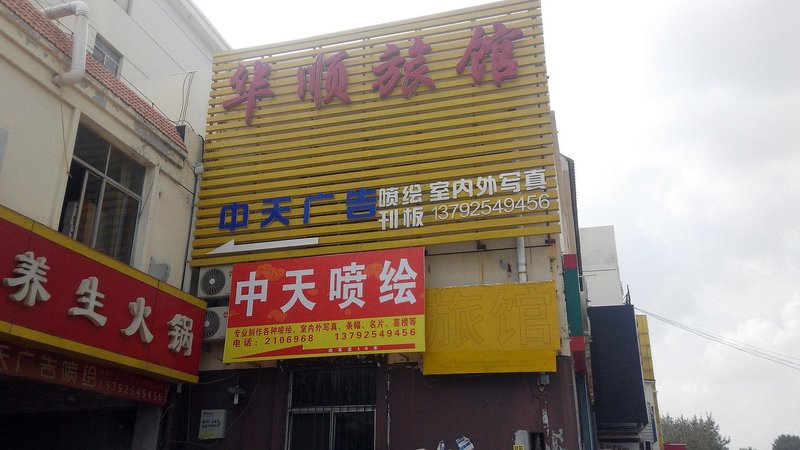 华顺旅馆
中天广告
喷绘 室内外写真
刊板 13792549456
中天喷绘
专业制作各种喷绘、室内外写真、条幅、名片、喜榜等
电话：2106968 13792549456
旅馆
养生火锅
天广告喷绘 13792549456